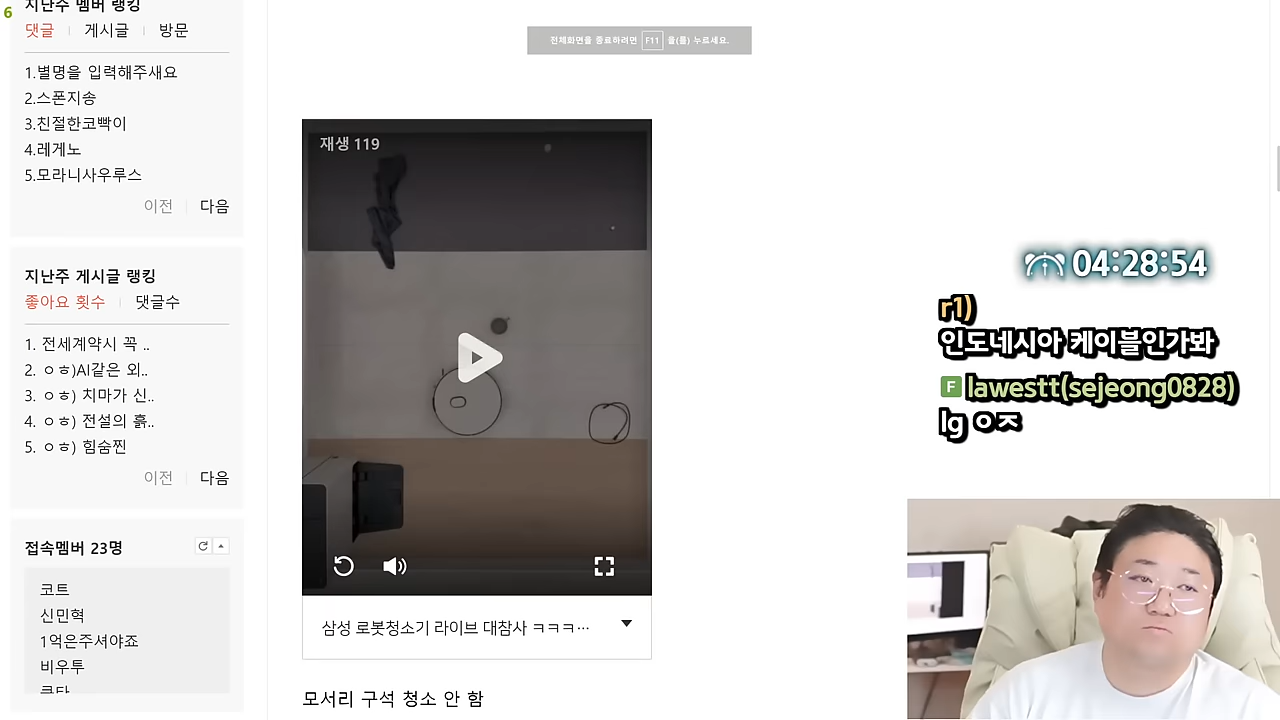 6
지난주 멤버 랭킹
댓글 게시글 방문
1.별명을 입력해주새요
2.스폰지송
3.친절한코빡이
4.레게노
5.모라니사우루스
이전 다음
지난주 게시글 랭킹
좋아요 횟수 댓글수
1. 전세계약시 꼭 ..
2. ㅇㅎ)AI같은 외..
3. ㅇㅎ) 치마가 신..
4. ㅇㅎ) 전설의 흙..
5. ㅇㅎ) 힘숨찐
이전 다음
접속멤버 23명
코트
신민혁
1억은주셔야죠
비우투
쿠타
전체화면을 종료하려면 F11 을(를) 누르세요.
재생 119
삼성 로봇청소기 라이브 대참사 ㅋㅋㅋ…
모서리 구석 청소 안 함
04:28:54
r1)
인도네시아 케이블인가봐
F lawestt(sejeong0828)
lg ㅇㅈ